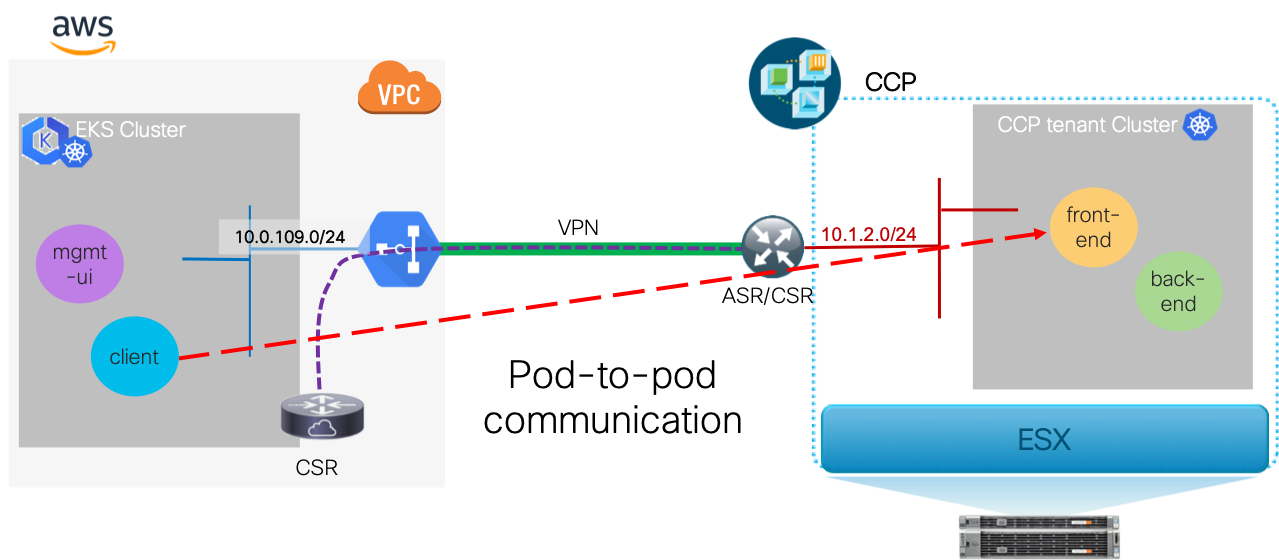 aws
VPC
CCP
EKS Cluster
CCP tenant Cluster
K
mgmt
-ui
10.0.109.0/24
C
VPN
10.1.2.0/24
front-
end
back-
end
ASR/CSR
client
Pod-to-pod
communication
CSR
ESX